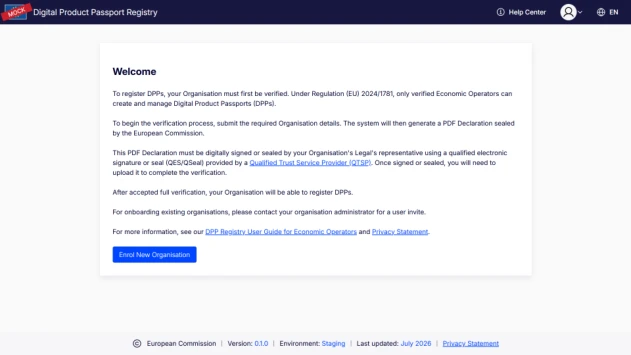 MOCK
Digital Product Passport Registry
Help Center
EN
Welcome
To register DPPs, your Organisation must first be verified. Under Regulation (EU) 2024/1781, only verified Economic Operators can
create and manage Digital Product Passports (DPPs).
To begin the verification process, submit the required Organisation details. The system will then generate a PDF Declaration sealed
by the European Commission.
This PDF Declaration must be digitally signed or sealed by your Organisation's Legal's representative using a qualified electronic
signature or seal (QES/QSeal) provided by a Qualified Trust Service Provider (QTSP). Once signed or sealed, you will need to
upload it to complete the verification.
After accepted full verification, your Organisation will be able to register DPPs.
For onboarding existing organisations, please contact your organisation administrator for a user invite.
For more information, see our DPP Registry User Guide for Economic Operators and Privacy Statement.
Enrol New Organisation
© European Commission | Version: 0.1.0 | Environment: Staging | Last updated: July 2026 | Privacy Statement